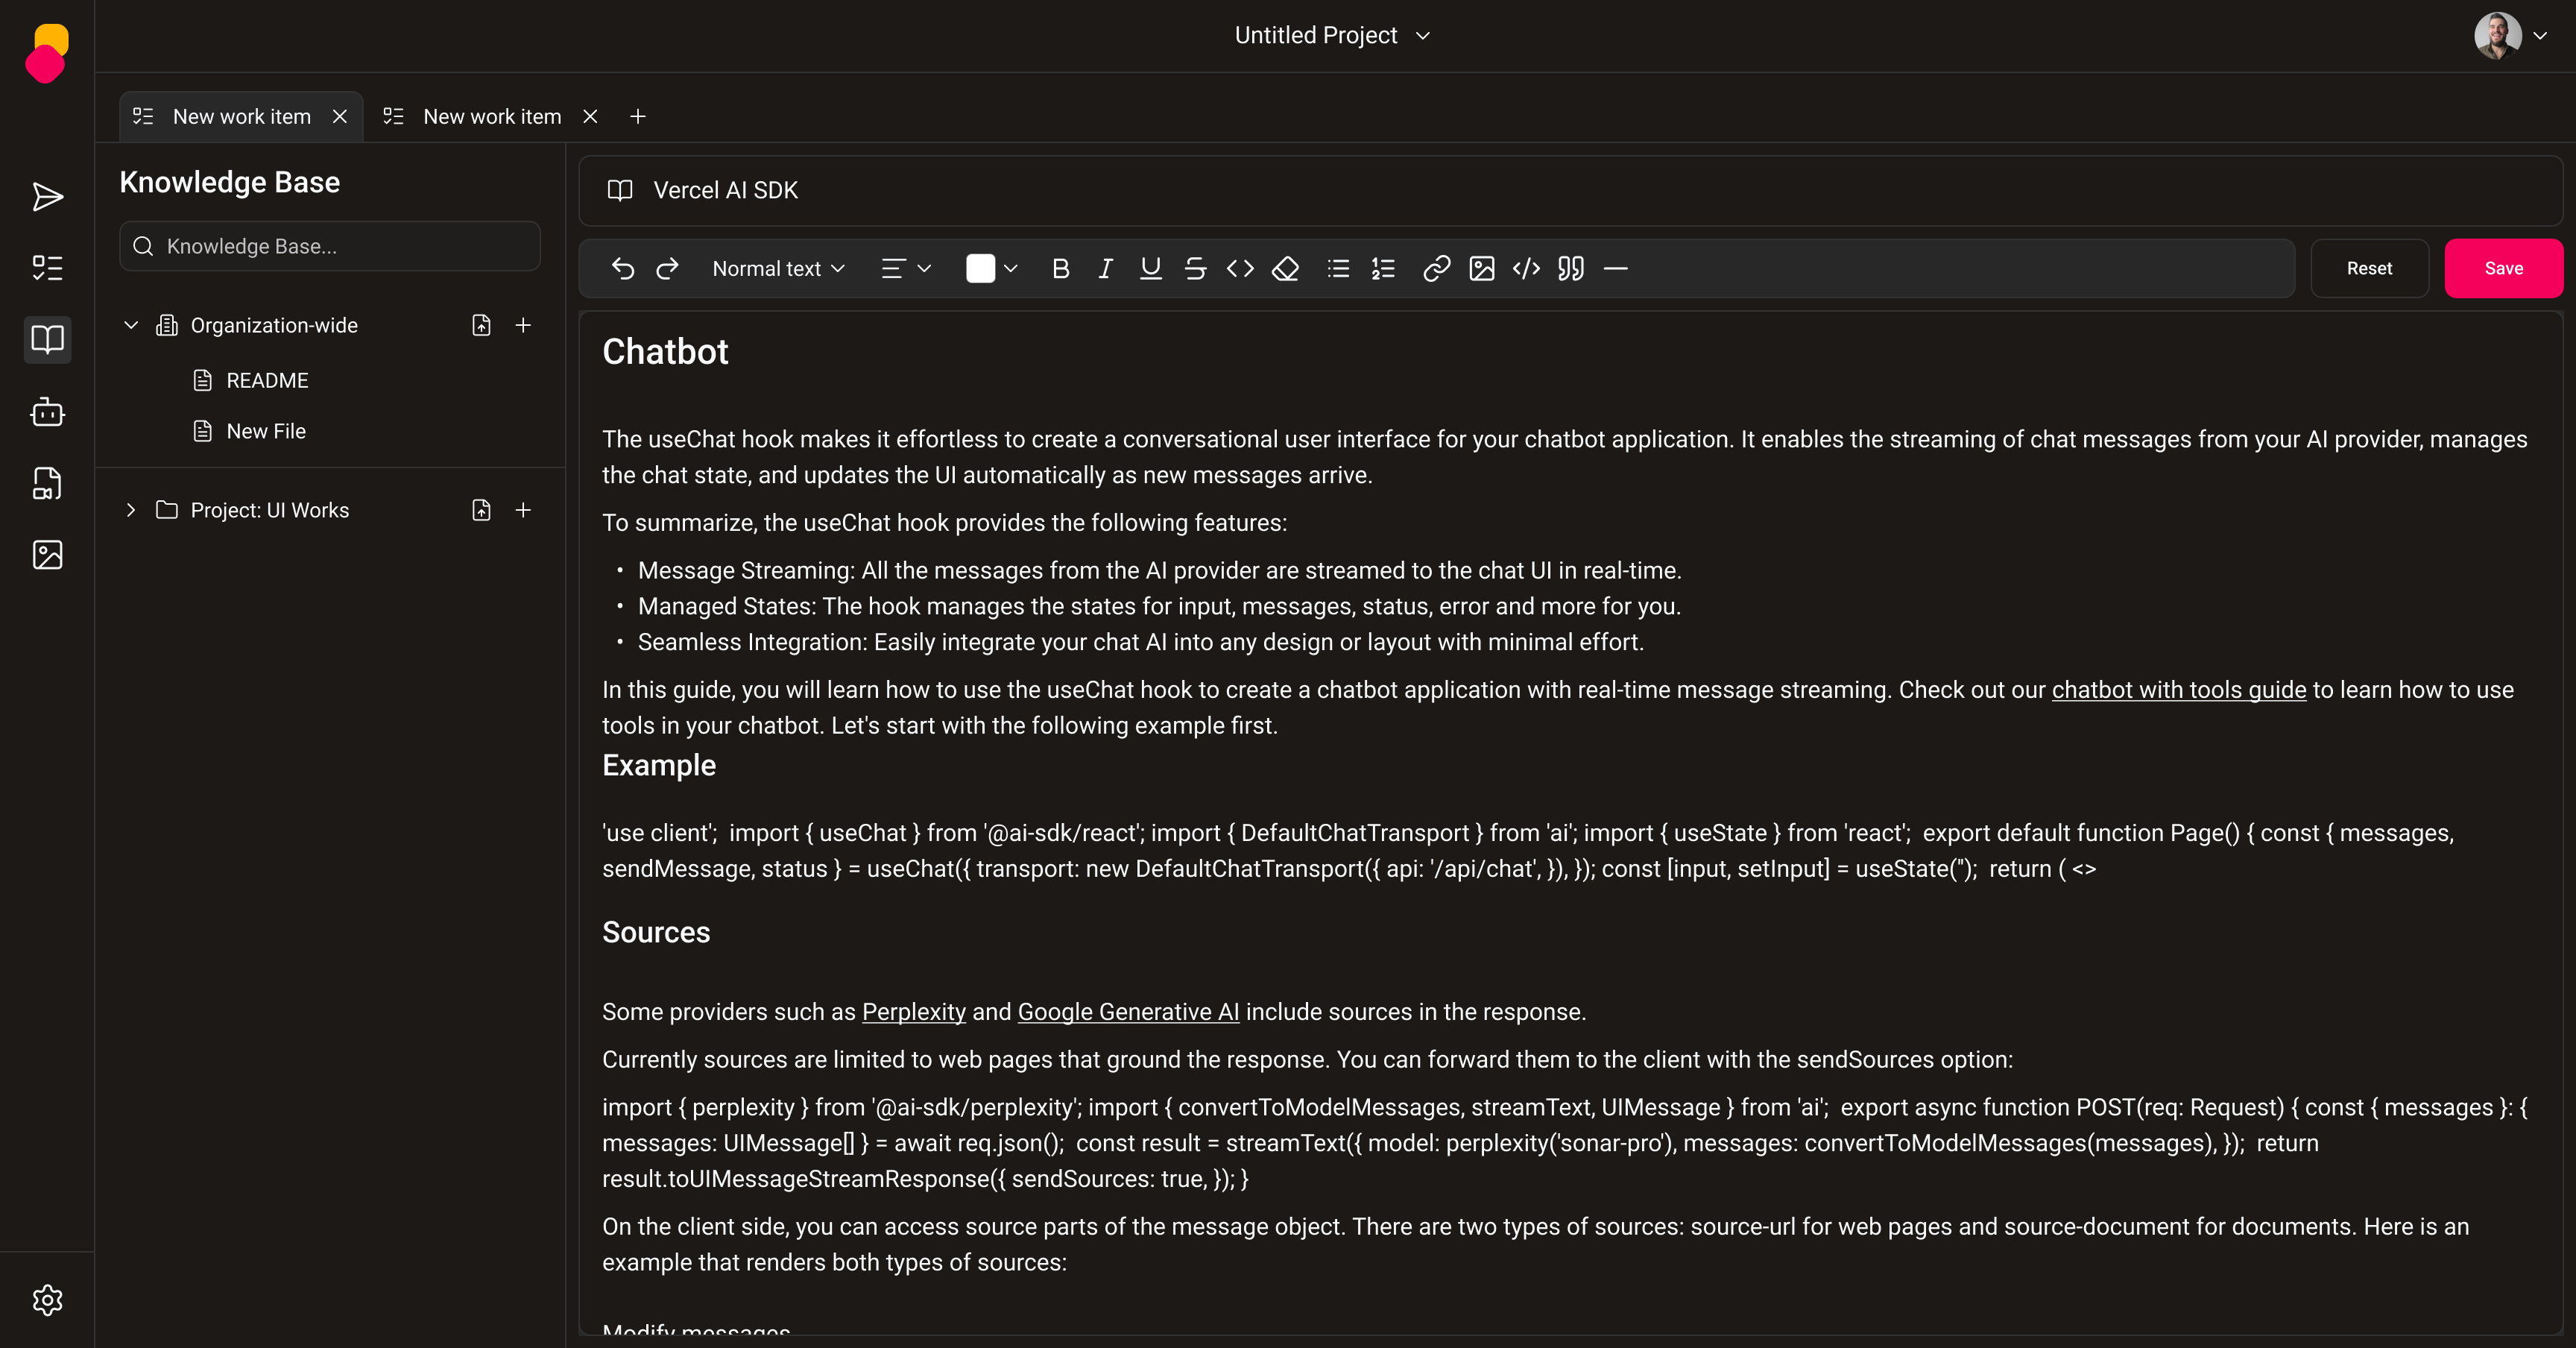 Untitled Project
New work item
New work item
Knowledge Base
Knowledge Base...
Organization-wide
README
New File
Project: UI Works
Vercel AI SDK
Normal text
Reset
Save
Chatbot
The useChat hook makes it effortless to create a conversational user interface for your chatbot application. It enables the streaming of chat messages from your AI provider, manages
the chat state, and updates the UI automatically as new messages arrive.
To summarize, the useChat hook provides the following features:
• Message Streaming: All the messages from the AI provider are streamed to the chat UI in real-time.
• Managed States: The hook manages the states for input, messages, status, error and more for you.
• Seamless Integration: Easily integrate your chat AI into any design or layout with minimal effort.
In this guide, you will learn how to use the useChat hook to create a chatbot application with real-time message streaming. Check out our chatbot with tools guide to learn how to use
tools in your chatbot. Let's start with the following example first.
Example
'use client';  import { useChat } from '@ai-sdk/react'; import { DefaultChatTransport } from 'ai'; import { useState } from 'react';  export default function Page() { const { messages,
sendMessage, status } = useChat({ transport: new DefaultChatTransport({ api: '/api/chat', }), }); const [input, setInput] = useState('');  return ( <>
Sources
Some providers such as Perplexity and Google Generative AI include sources in the response.
Currently sources are limited to web pages that ground the response. You can forward them to the client with the sendSources option:
import { perplexity } from '@ai-sdk/perplexity'; import { convertToModelMessages, streamText, UIMessage } from 'ai';  export async function POST(req: Request) { const { messages }: {
messages: UIMessage[] } = await req.json();  const result = streamText({ model: perplexity('sonar-pro'), messages: convertToModelMessages(messages), });  return
result.toUIMessageStreamResponse({ sendSources: true, }); }
On the client side, you can access source parts of the message object. There are two types of sources: source-url for web pages and source-document for documents. Here is an
example that renders both types of sources:
Modify messages